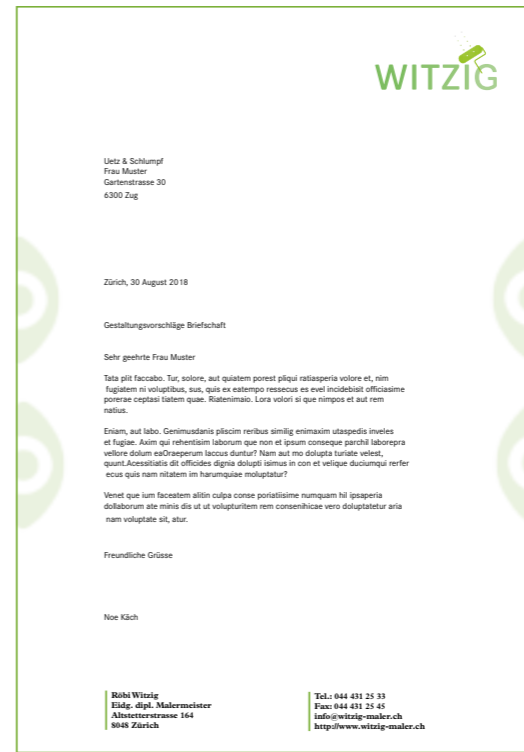 WITZIG
Uetz & Schlumpf
Frau Muster
Gartenstrasse 30
6300 Zug
Zürich, 30 August 2018
Gestaltungsvorschläge Briefschaft
Sehr geehrte Frau Muster
Tata plit faccabo. Tur, solore, aut quiatem porest pliqui ratiasperia volore et, nim
fugiatem ni voluptibus, sus, quis ex eatempo ressecus es evel incidebisit officiasime
porerae ceptasi tiatem quae. Riatenimaio. Lora volori si que nimpos et aut rem
natius.
Eniam, aut labo. Genimusdanis pliscim reribus similig enimaxim utaspedis inveles
et fugiae. Axim qui rehentisim laborum que non et ipsum conseque parchil laborepra
vellore dolum eaOraeperum laccus duntur? Nam aut mo dolupta turiate velest,
quunt.Acessitiatis dit officides dignia dolupti isimus in con et velique duciumqui rerfer
ecus quis nam nitatem im harumquiae moluptatur?
Venet que ium faceatem alitin culpa conse poriatiisime numquam hil ipsaperia
dollaborum ate minis dis ut ut volupturitem rem consenihicae vero doluptatetur aria
nam voluptate sit, atur.
Freundliche Grüsse
Noe Käch
Röbi Witzig
Eidg. dipl. Malermeister
Altstetterstrasse 164
8048 Zürich
Tel.: 044 431 25 33
Fax: 044 431 25 45
info@witzig-maler.ch
http://www.witzig-maler.ch